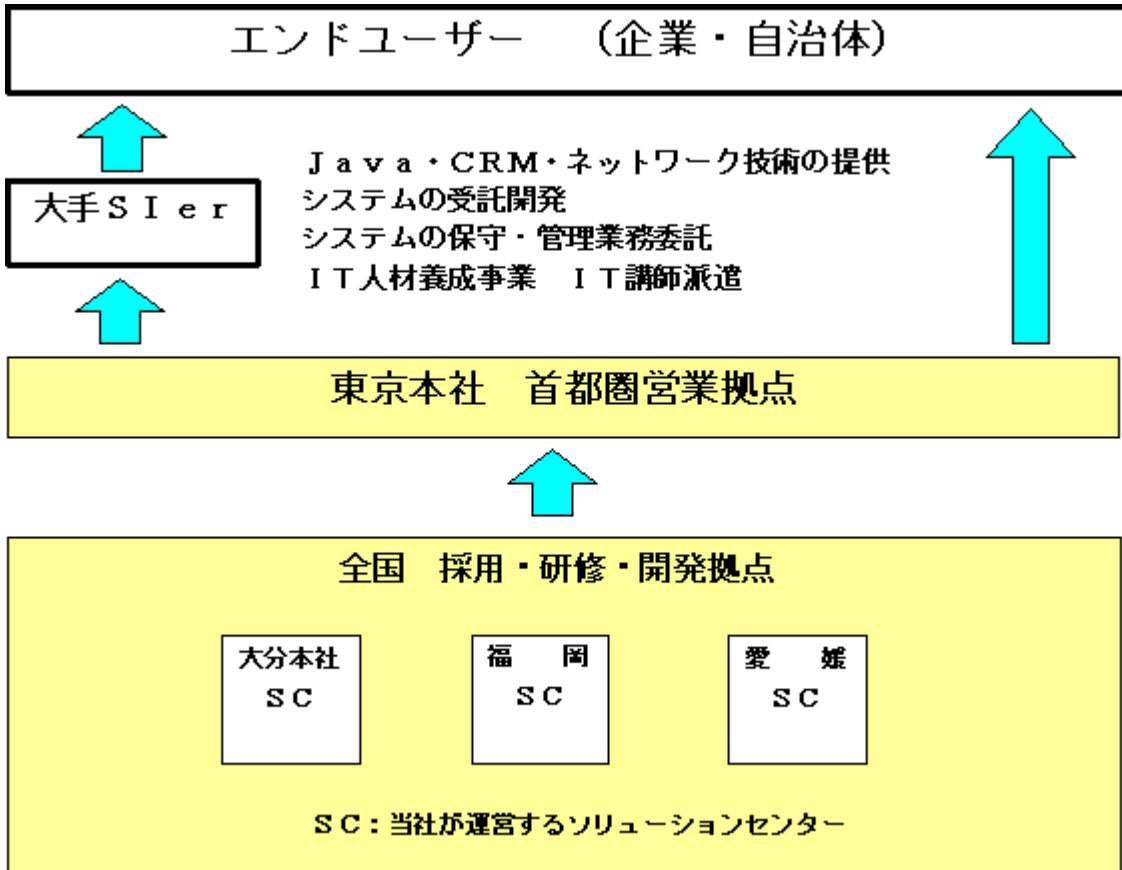 エンドユーザー　（企業・自治体）
Ｊａｖａ・ＣＲＭ・ネットワーク技術の提供
大手ＳＩｅｒ
システムの受託開発
システムの保守・管理業務委託
ＩＴ人材養成事業　ＩＴ講師派遣
東京本社　首都圏営業拠点
全国　採用・研修・開発拠点
大分本社
ＳＣ
福　岡
ＳＣ
愛　媛
ＳＣ
ＳＣ：当社が運営するソリューションセンター